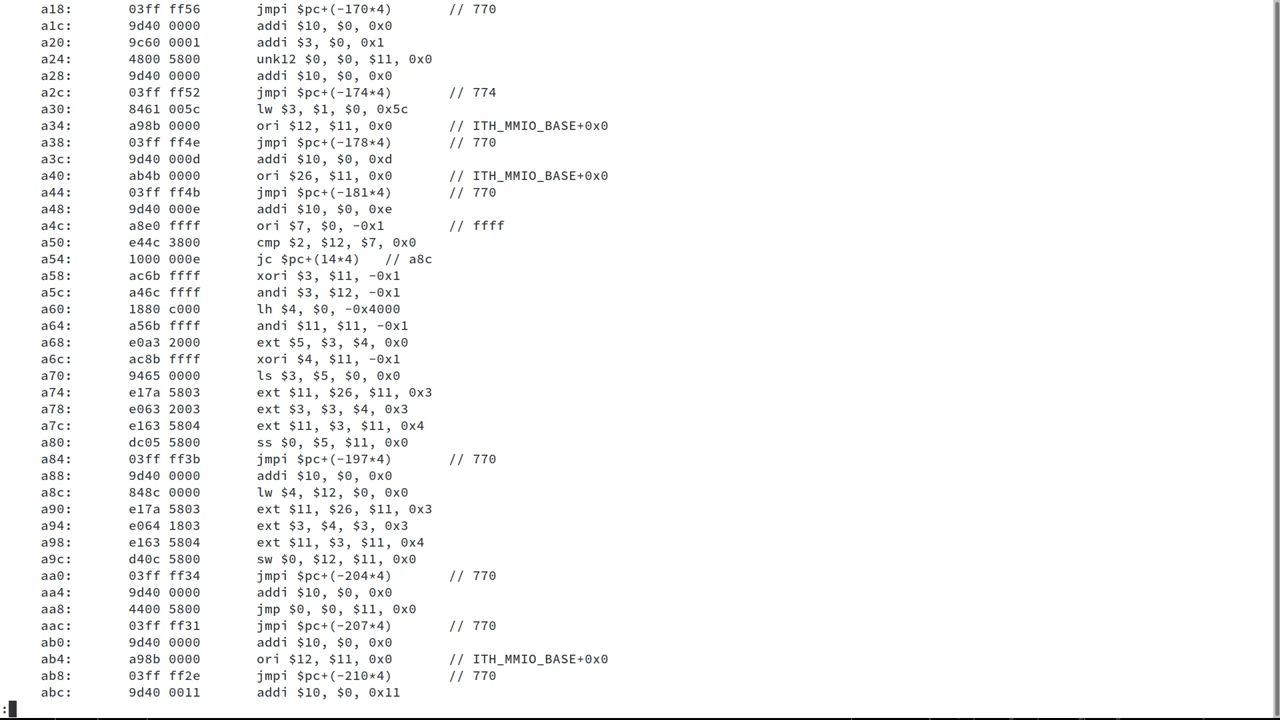 a18: 03ff ff56 jmpi $pc+(-170*4) // 770
a1c: 9d40 0000 addi $10, $0, 0x0
a20: 9c60 0001 addi $3, $0, 0x1
a24: 4800 5800 unk12 $0, $0, $11, 0x0
a28: 9d40 0000 addi $10, $0, 0x0
a2c: 03ff ff52 jmpi $pc+(-174*4) // 774
a30: 8461 005c lw $3, $1, $0, 0x5c
a34: a98b 0000 ori $12, $11, 0x0 // ITH_MMIO_BASE+0x0
a38: 03ff ff4e jmpi $pc+(-178*4) // 770
a3c: 9d40 000d addi $10, $0, 0xd
a40: ab4b 0000 ori $26, $11, 0x0 // ITH_MMIO_BASE+0x0
a44: 03ff ff4b jmpi $pc+(-181*4) // 770
a48: 9d40 000e addi $10, $0, 0xe
a4c: a8e0 ffff ori $7, $0, -0x1 // ffff
a50: e44c 3800 cmp $2, $12, $7, 0x0
a54: 1000 000e jc $pc+(14*4) // a8c
a58: ac6b ffff xori $3, $11, -0x1
a5c: a46c ffff andi $3, $12, -0x1
a60: 1880 c000 lh $4, $0, -0x4000
a64: a56b ffff andi $11, $11, -0x1
a68: e0a3 2000 ext $5, $3, $4, 0x0
a6c: ac8b ffff xori $4, $11, -0x1
a70: 9465 0000 ls $3, $5, $0, 0x0
a74: e17a 5803 ext $11, $26, $11, 0x3
a78: e063 2003 ext $3, $3, $4, 0x3
a7c: e163 5804 ext $11, $3, $11, 0x4
a80: dc05 5800 ss $0, $5, $11, 0x0
a84: 03ff ff3b jmpi $pc+(-197*4) // 770
a88: 9d40 0000 addi $10, $0, 0x0
a8c: 848c 0000 lw $4, $12, $0, 0x0
a90: e17a 5803 ext $11, $26, $11, 0x3
a94: e064 1803 ext $3, $4, $3, 0x3
a98: e163 5804 ext $11, $3, $11, 0x4
a9c: d40c 5800 sw $0, $12, $11, 0x0
aa0: 03ff ff34 jmpi $pc+(-204*4) // 770
aa4: 9d40 0000 addi $10, $0, 0x0
aa8: 4400 5800 jmp $0, $0, $11, 0x0
aac: 03ff ff31 jmpi $pc+(-207*4) // 770
ab0: 9d40 0000 addi $10, $0, 0x0
ab4: a98b 0000 ori $12, $11, 0x0 // ITH_MMIO_BASE+0x0
ab8: 03ff ff2e jmpi $pc+(-210*4) // 770
abc: 9d40 0011 addi $10, $0, 0x11
: